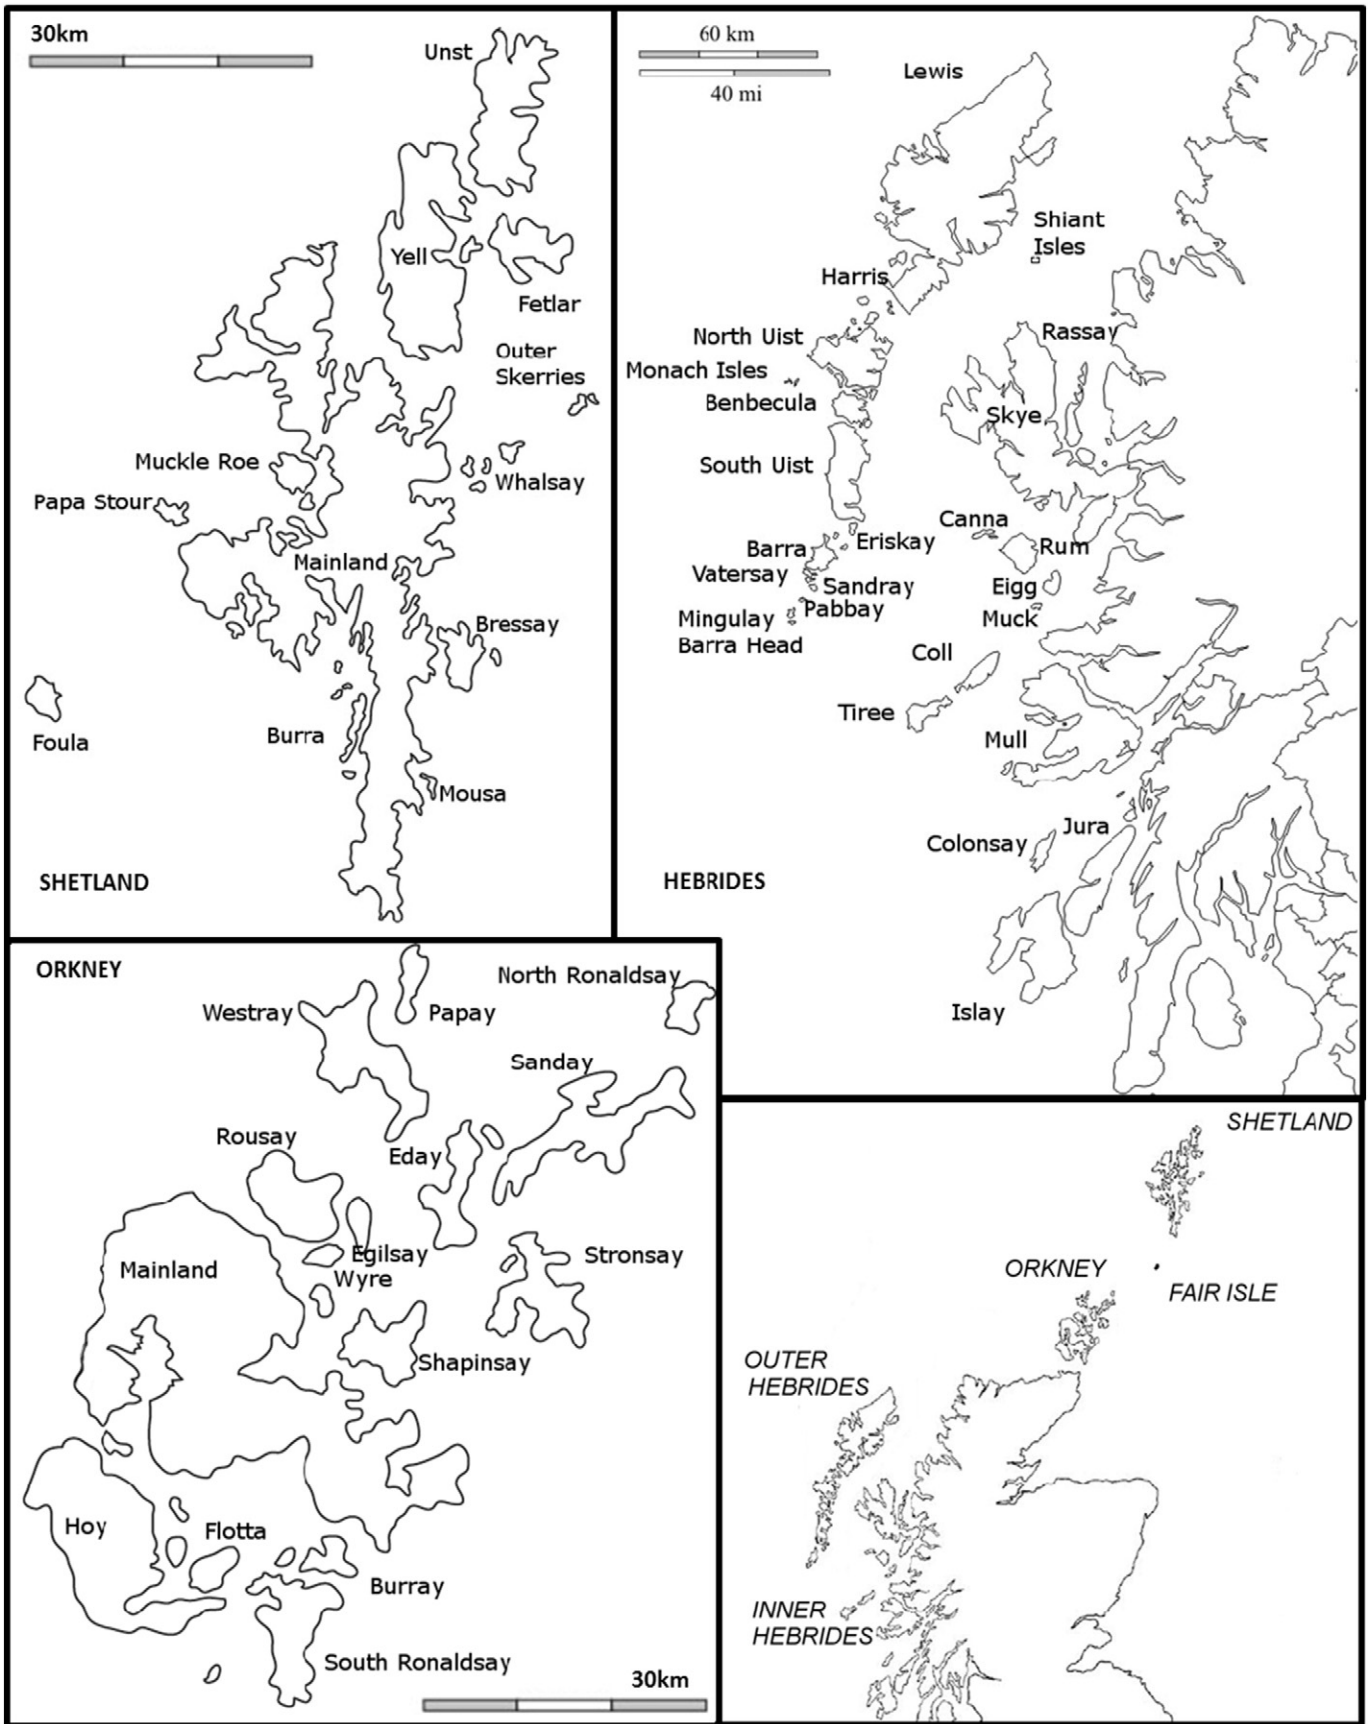 30km
Unst
Yell
Fetlar
Outer
Skerries
Muckle Roe
Whalsay
Papa Stour
Mainland
Bressay
Foula
Burra
Mousa
SHETLAND
60 km
40 mi
Lewis
Shiant
Isles
Harris
North Uist
Rassay
Monach Isles
Benbecula
Skye
South Uist
Canna
Barra
Eriskay
Rum
Vatersay
Sandray
Eigg
Pabbay
Mingulay
Muck
Barra Head
Coll
Tiree
Mull
Jura
Colonsay
HEBRIDES
Islay
ORKNEY
North Ronaldsay
Westray
Papay
Sanday
Rousay
Eday
Egilsay
Stronsay
Mainland
Wyre
Shapinsay
Hoy
Flotta
Burray
South Ronaldsay
30km
SHETLAND
ORKNEY
FAIR ISLE
OUTER
HEBRIDES
INNER
HEBRIDES